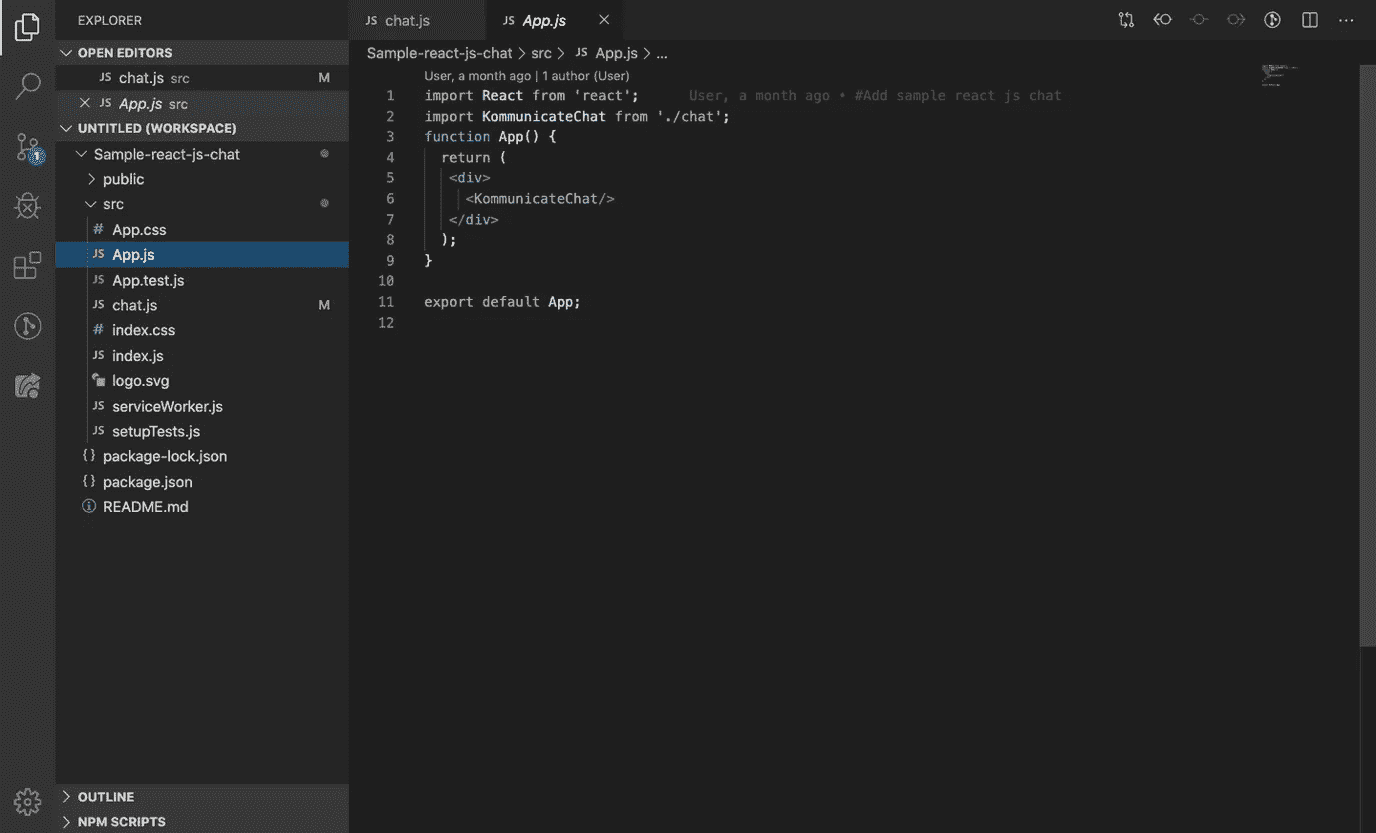 EXPLORER
OPEN EDITORS
JS chat.js src M
JS App.js src
UNTITLED (WORKSPACE)
Sample-react-js-chat
public
src
# App.css
JS App.js
JS App.test.js
JS chat.js M
# index.css
JS index.js
logo.svg
JS serviceWorker.js
JS setupTests.js
{} package-lock.json
{} package.json
README.md
OUTLINE
NPM SCRIPTS
1
JS chat.js JS App.js
Sample-react-js-chat > src > JS App.js > ...
User, a month ago | 1 author (User)
1 import React from 'react'; User, a month ago • #Add sample react js chat
2 import KommunicateChat from './chat';
3 function App() {
4 return (
5 <div>
6 <KommunicateChat/>
7 </div>
8 );
9 }
10
11 export default App;
12